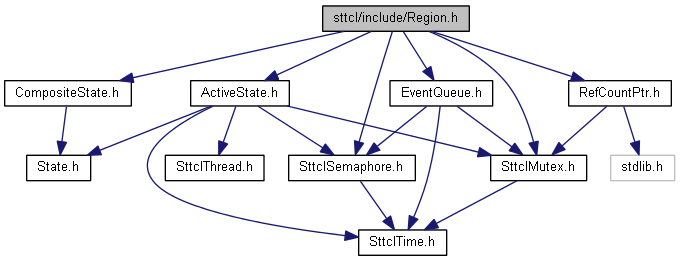 sttcl/include/Region.h
CompositeState.h
ActiveState.h
EventQueue.h
RefCountPtr.h
State.h
SttclThread.h
SttclSemaphore.h
SttclMutex.h
stdlib.h
SttclTime.h